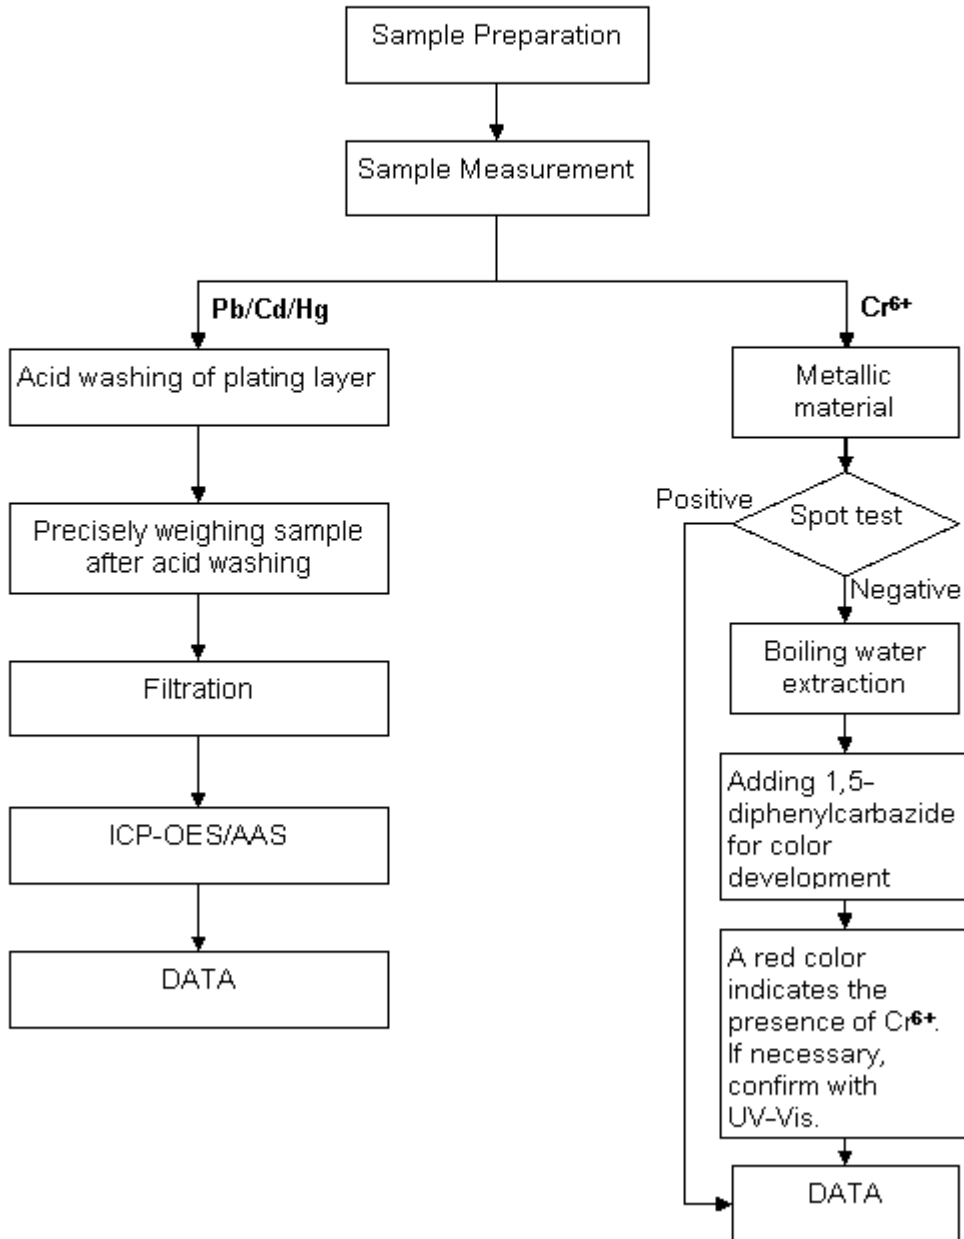 Sample Preparation
Sample Measurement
Pb/Cd/Hg
Cr⁶⁺
Acid washing of plating layer
Metallic
material
Positive
Spot test
Precisely weighing sample
after acid washing
Negative
Filtration
Boiling water
extraction
Adding 1,5-
diphenylcarbazide
for color
development
ICP-OES/AAS
A red color
indicates the
presence of Cr⁶⁺.
If necessary,
confirm with
UV-Vis.
DATA
DATA